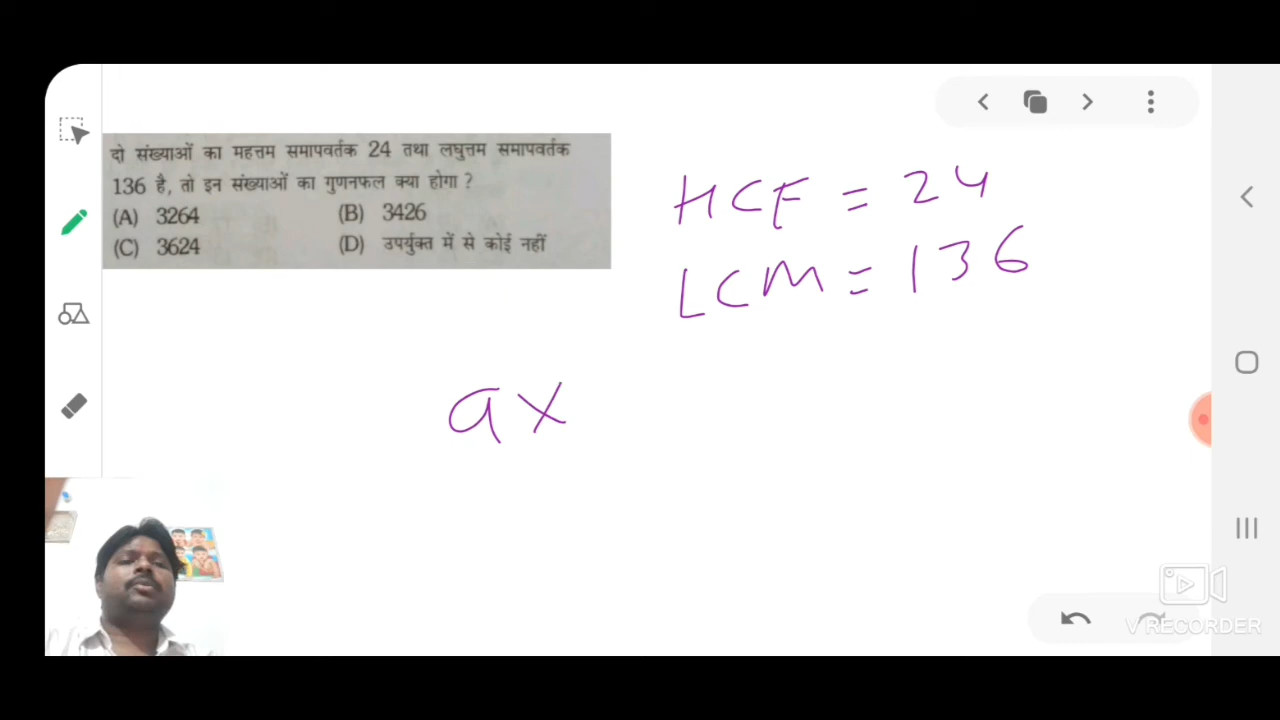 दो संख्याओं का महत्तम समापवर्तक 24 तथा लघुत्तम समापवर्तक
136 है, तो इन संख्याओं का गुणनफल क्या होगा ?
(A) 3264 (B) 3426
(C) 3624 (D) उपर्युक्त में से कोई नहीं
HCF = 24
LCM = 136
a x
V RECORDER